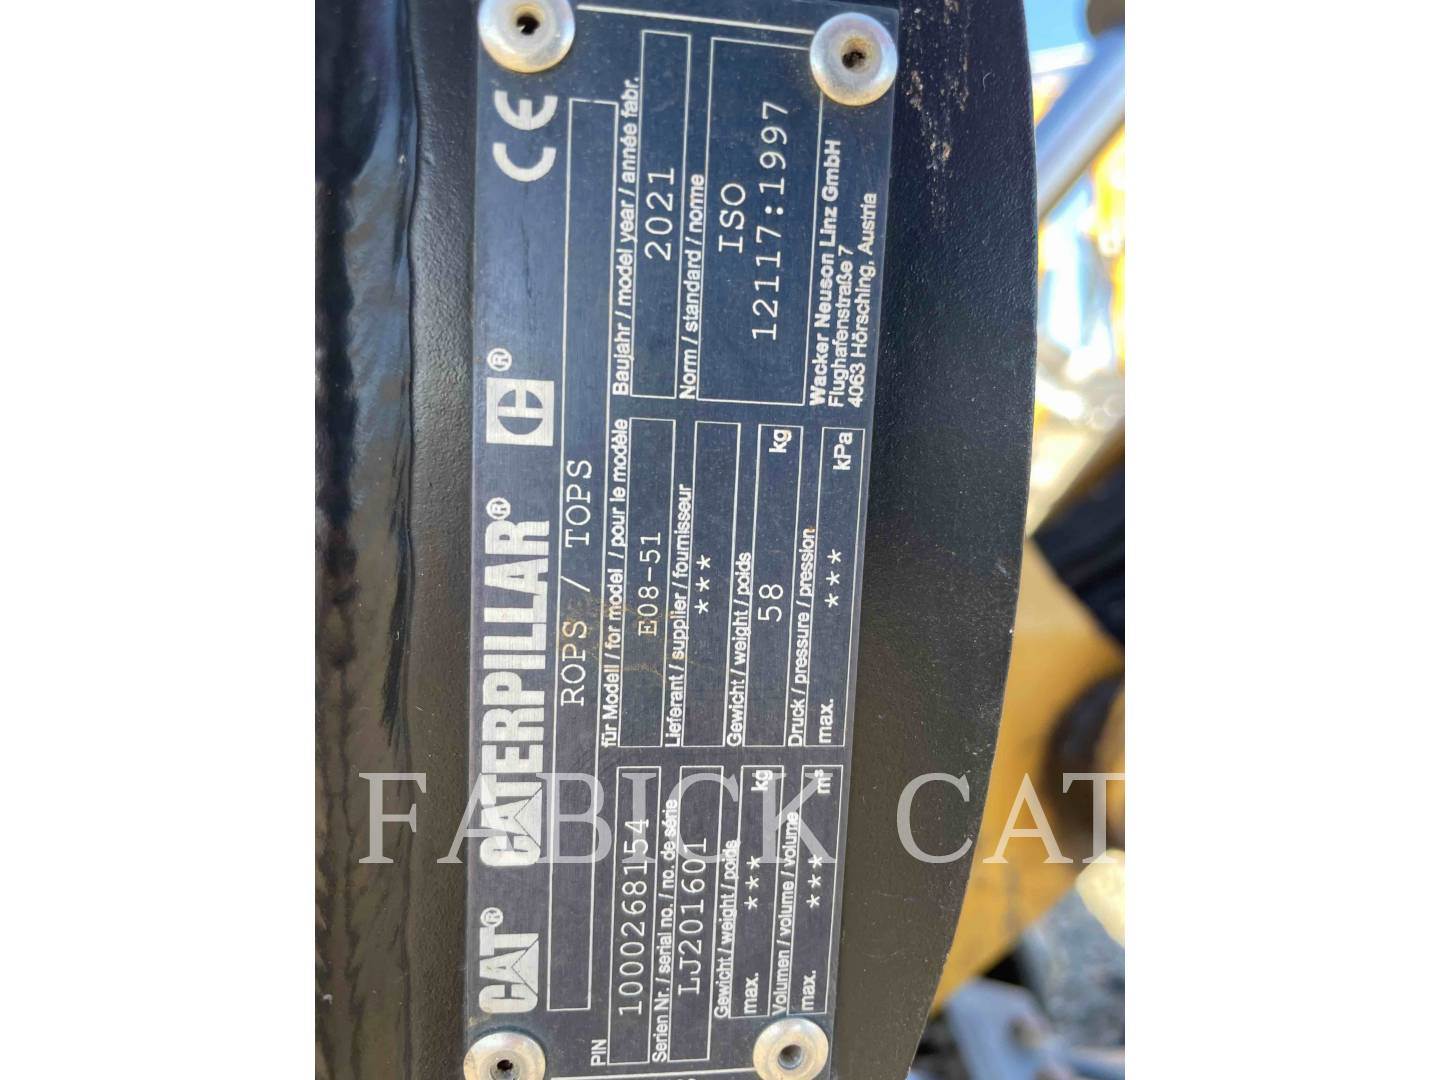 CAT® CATERPILLAR® ® CE
ROPS / TOPS
PIN
1000268154
Serien Nr. / serial no. / no. de série
LJ201601
Gewicht / weight / poids
max. *** kg
Volumen / volume / volume
max. *** m³
für Modell / for model / pour le modèle
E08-51
Lieferant / supplier / fournisseur
***
Gewicht / weight / poids
58 kg
Druck / pressure / pression
max. *** kPa
Baujahr / model year / année fabr.
2021
Norm / standard / norme
ISO
12117:1997
Wacker Neuson Linz GmbH
Flughafenstraße 7
4063 Hörsching, Austria
FABICK CAT